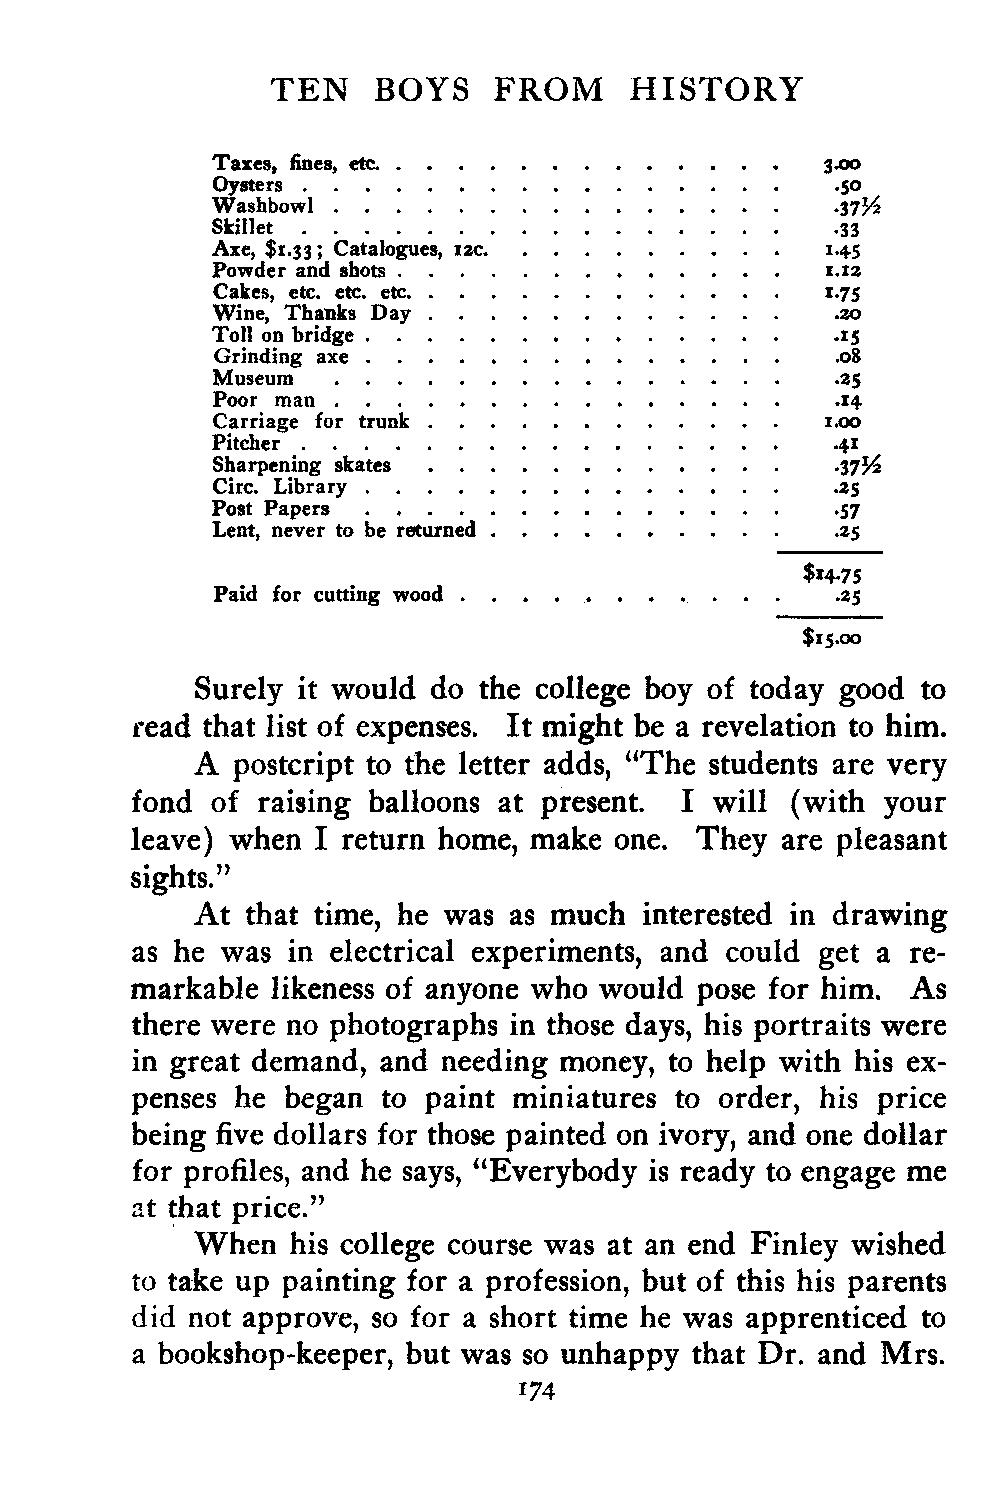 TEN BOYS FROM HISTORY
Taxes, fines, etc. . . . . . . . . . . . . . 3.00
Oysters . . . . . . . . . . . . . . . . .50
Washbowl . . . . . . . . . . . . . . . .37½
Skillet . . . . . . . . . . . . . . . . .33
Axe, $1.33; Catalogues, 12c. . . . . . . . . . 1.45
Powder and shots . . . . . . . . . . . . . 1.12
Cakes, etc. etc. etc. . . . . . . . . . . . . 1.75
Wine, Thanks Day . . . . . . . . . . . . .20
Toll on bridge . . . . . . . . . . . . . . .15
Grinding axe . . . . . . . . . . . . . . .08
Museum . . . . . . . . . . . . . . . .25
Poor man . . . . . . . . . . . . . . . .14
Carriage for trunk . . . . . . . . . . . . 1.00
Pitcher . . . . . . . . . . . . . . . . .41
Sharpening skates . . . . . . . . . . . . .37½
Circ. Library . . . . . . . . . . . . . . .25
Post Papers . . . . . . . . . . . . . . .57
Lent, never to be returned . . . . . . . . . . .25
$14.75
Paid for cutting wood . . . . . . . . . . . .25
$15.00
Surely it would do the college boy of today good to
read that list of expenses. It might be a revelation to him.
A postcript to the letter adds, "The students are very
fond of raising balloons at present. I will (with your
leave) when I return home, make one. They are pleasant
sights."
At that time, he was as much interested in drawing
as he was in electrical experiments, and could get a re-
markable likeness of anyone who would pose for him. As
there were no photographs in those days, his portraits were
in great demand, and needing money, to help with his ex-
penses he began to paint miniatures to order, his price
being five dollars for those painted on ivory, and one dollar
for profiles, and he says, "Everybody is ready to engage me
at that price."
When his college course was at an end Finley wished
to take up painting for a profession, but of this his parents
did not approve, so for a short time he was apprenticed to
a bookshop-keeper, but was so unhappy that Dr. and Mrs.
174